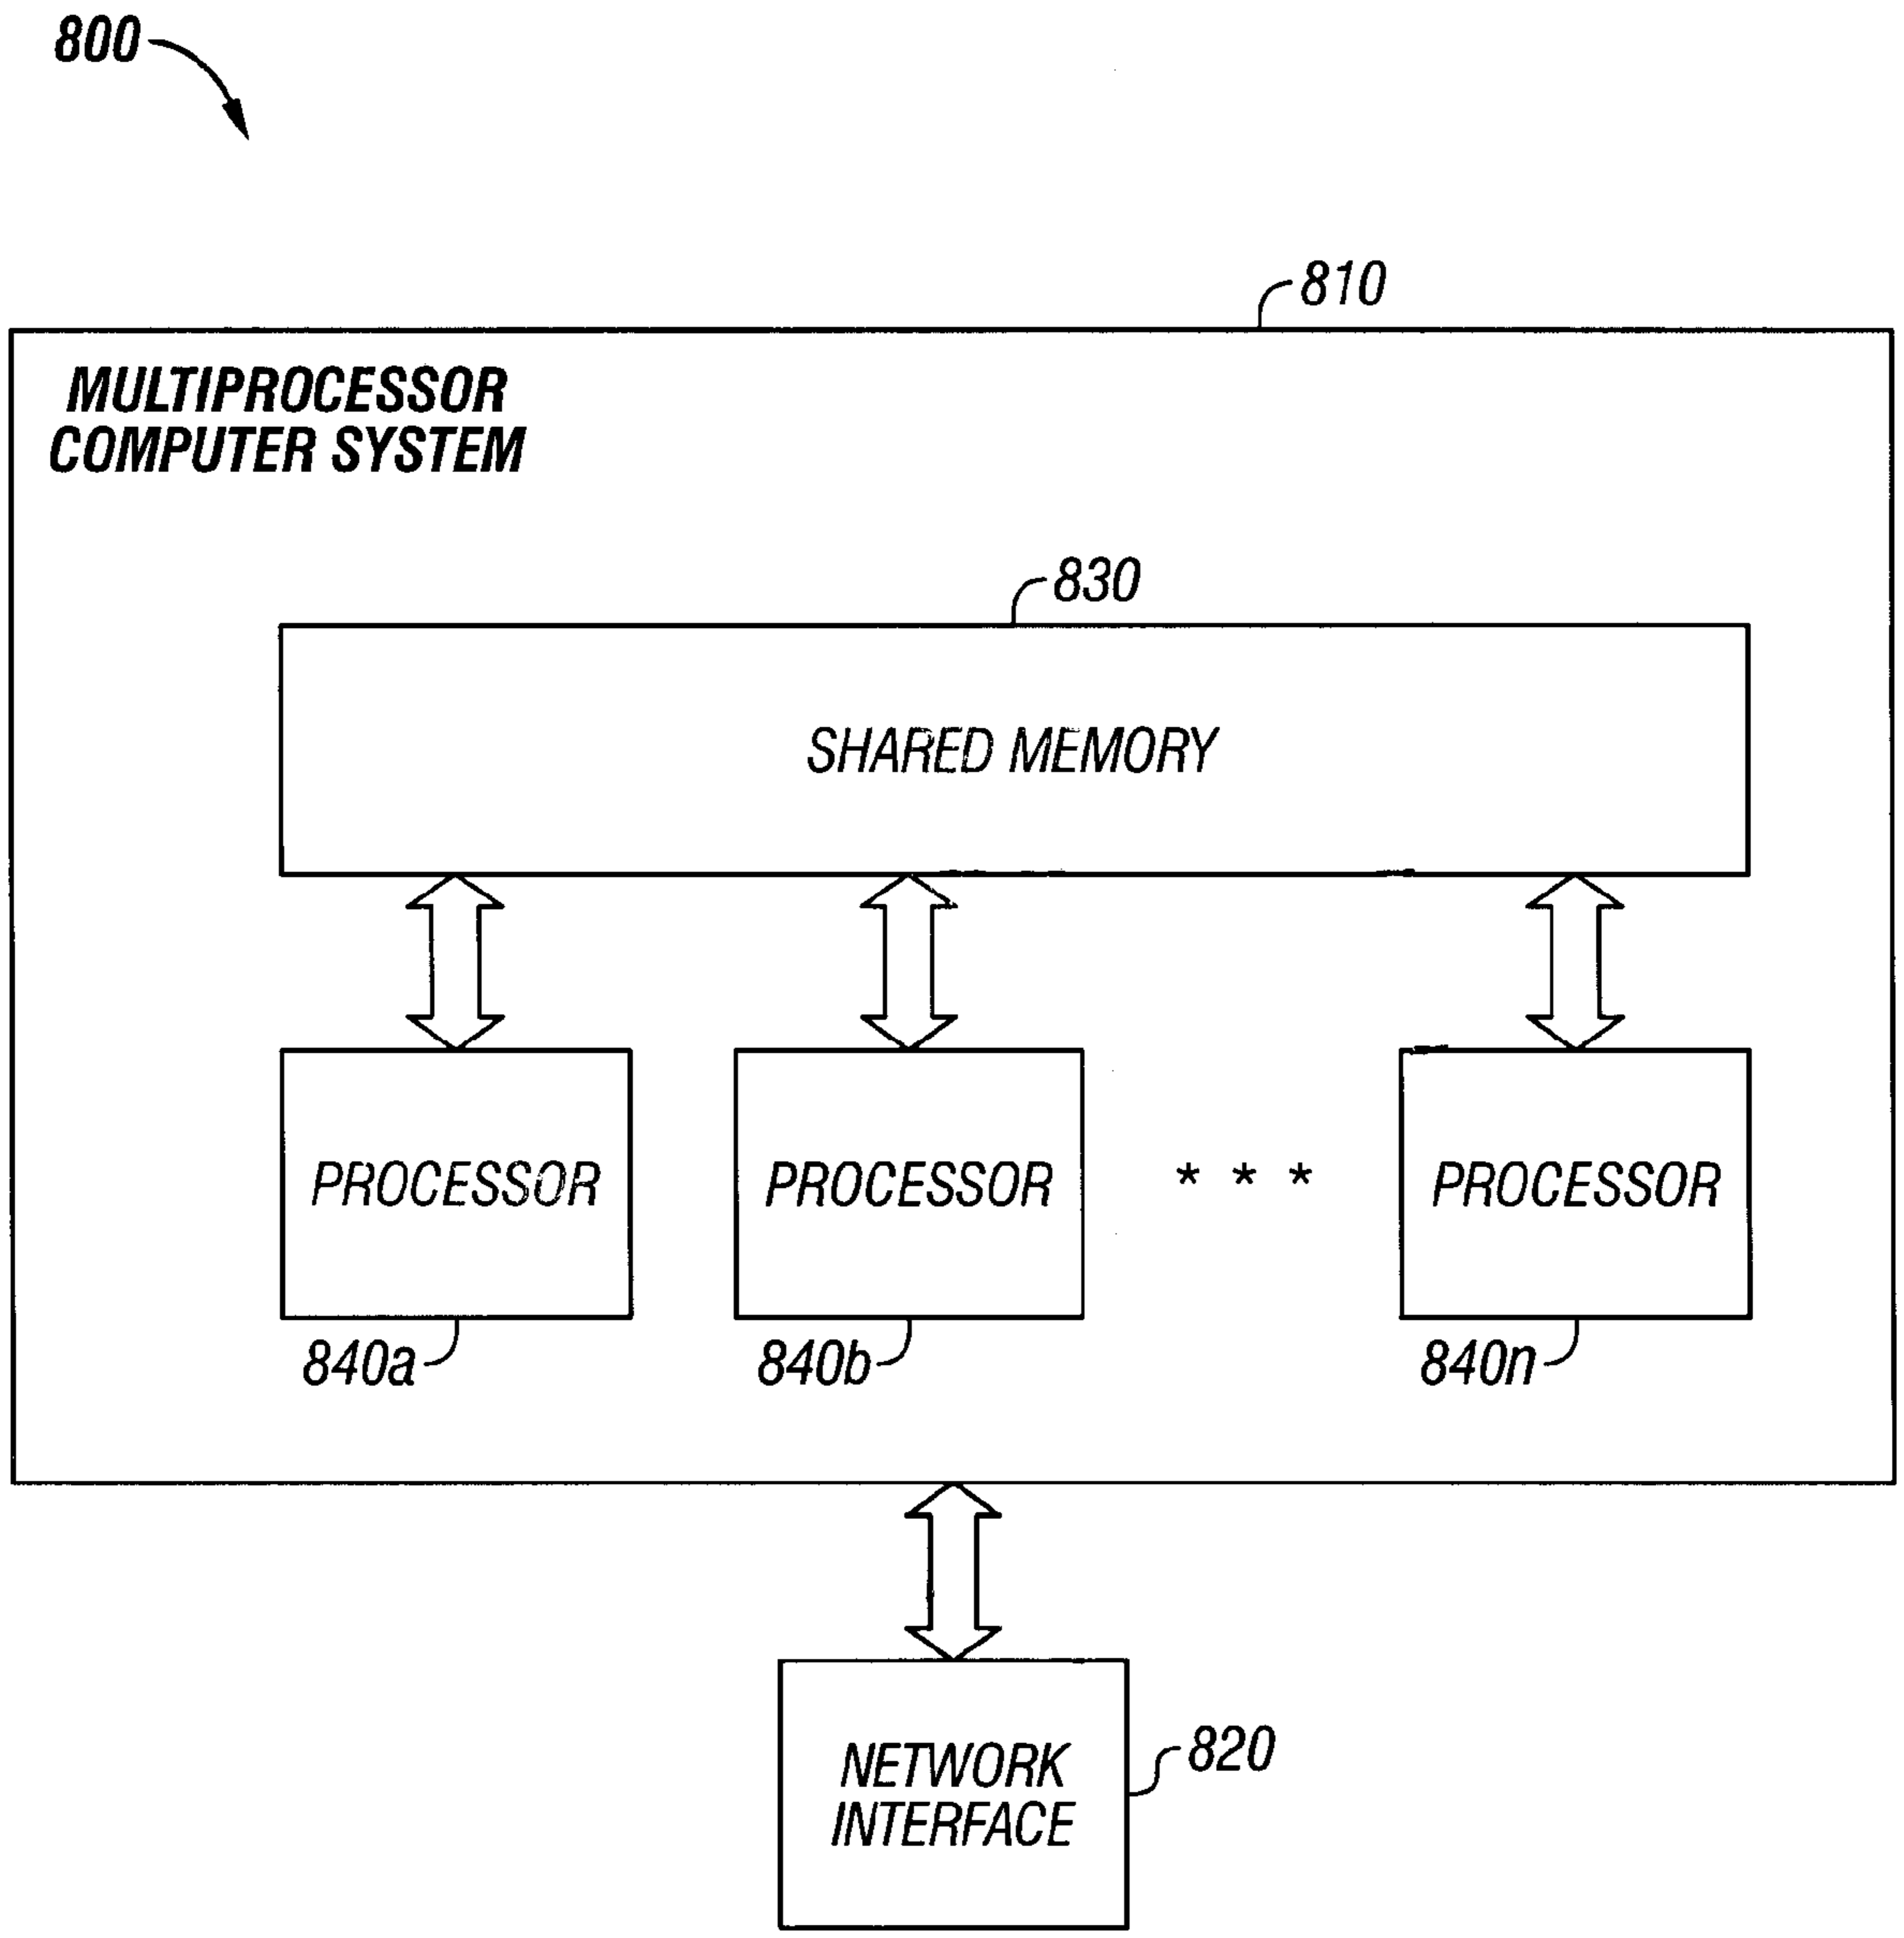 800
810
MULTIPROCESSOR
COMPUTER SYSTEM
830
SHARED MEMORY
PROCESSOR
PROCESSOR
* * *
PROCESSOR
840a
840b
840n
NETWORK
INTERFACE
820